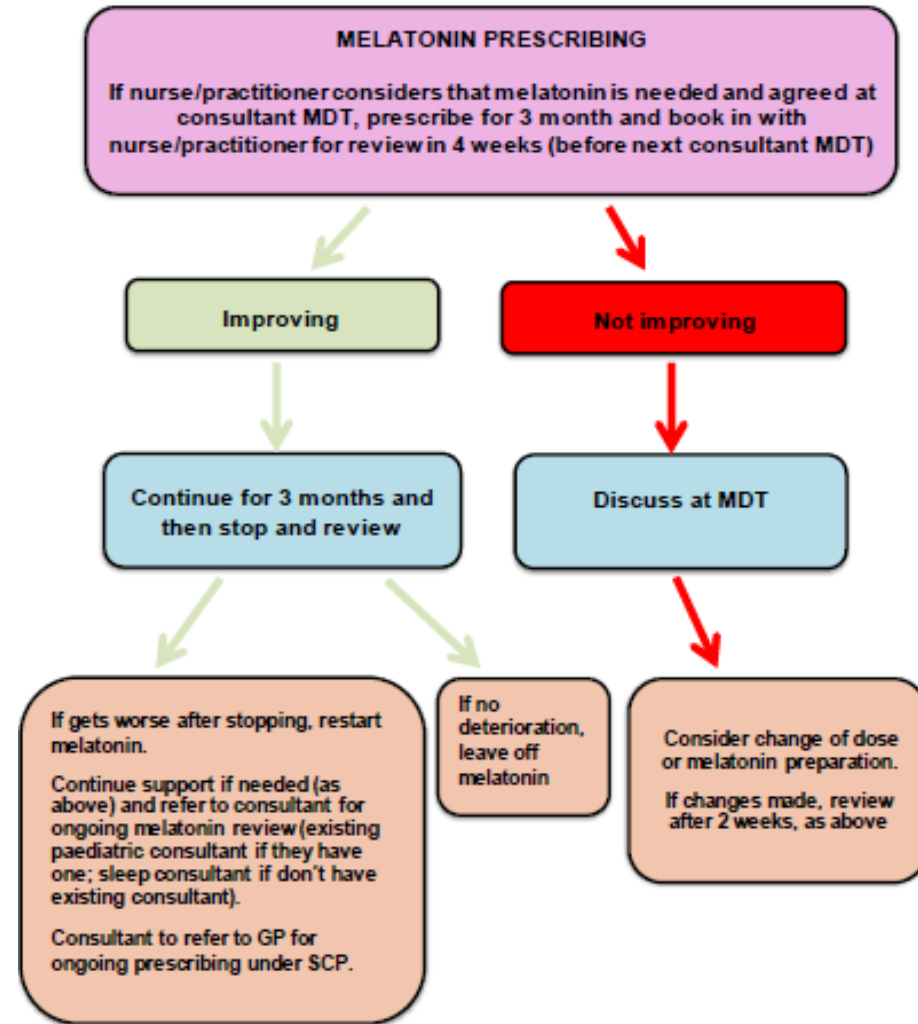 MELATONIN PRESCRIBING
If nurse/practitioner considers that melatonin is needed and agreed at
consultant MDT, prescribe for 3 month and book in with
nurse/practitioner for review in 4 weeks (before next consultant MDT)
Improving
Not improving
Continue for 3 months and
then stop and review
Discuss at MDT
If gets worse after stopping, restart
melatonin.
Continue support if needed (as
above) and refer to consultant for
ongoing melatonin review (existing
paediatric consultant if they have
one; sleep consultant if don't have
existing consultant).
Consultant to refer to GP for
ongoing prescribing under SCP.
If no
deterioration,
leave off
melatonin
Consider change of dose
or melatonin preparation.
If changes made, review
after 2 weeks, as above